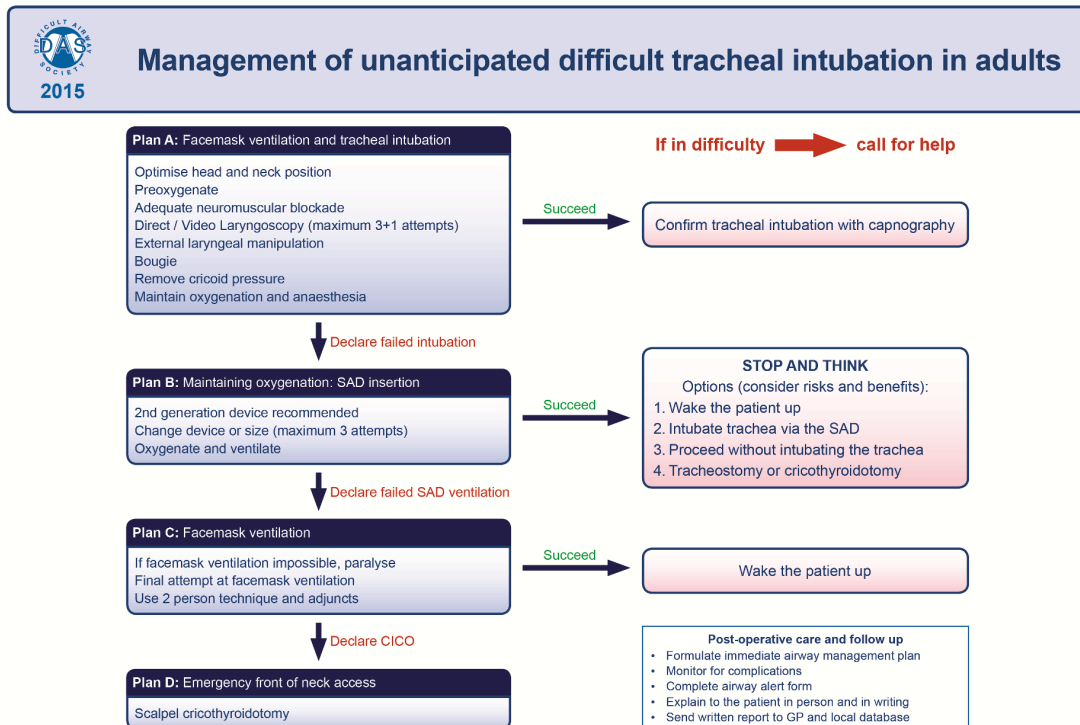 DIFFICULT AIRWAY
DAS
SOCIETY
2015
Management of unanticipated difficult tracheal intubation in adults
Plan A: Facemask ventilation and tracheal intubation
Optimise head and neck position
Preoxygenate
Adequate neuromuscular blockade
Direct / Video Laryngoscopy (maximum 3+1 attempts)
External laryngeal manipulation
Bougie
Remove cricoid pressure
Maintain oxygenation and anaesthesia
If in difficulty
call for help
Succeed
Confirm tracheal intubation with capnography
Declare failed intubation
Plan B: Maintaining oxygenation: SAD insertion
2nd generation device recommended
Change device or size (maximum 3 attempts)
Oxygenate and ventilate
Succeed
STOP AND THINK
Options (consider risks and benefits):
1. Wake the patient up
2. Intubate trachea via the SAD
3. Proceed without intubating the trachea
4. Tracheostomy or cricothyroidotomy
Declare failed SAD ventilation
Plan C: Facemask ventilation
If facemask ventilation impossible, paralyse
Final attempt at facemask ventilation
Use 2 person technique and adjuncts
Succeed
Wake the patient up
Declare CICO
Plan D: Emergency front of neck access
Scalpel cricothyroidotomy
Post-operative care and follow up
• Formulate immediate airway management plan
• Monitor for complications
• Complete airway alert form
• Explain to the patient in person and in writing
• Send written report to GP and local database